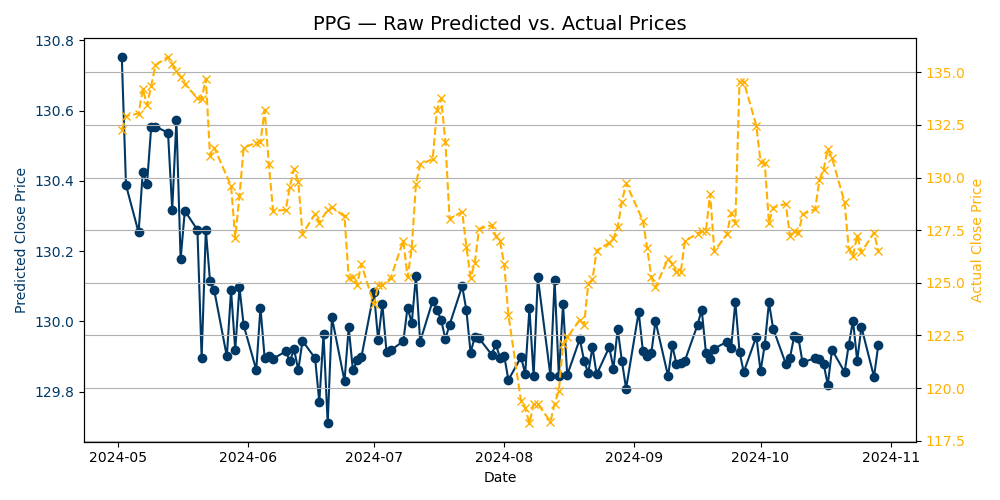 PPG — Raw Predicted vs. Actual Prices
130.8
130.6
130.4
130.2
130.0
129.8
Predicted Close Price
135.0
132.5
130.0
127.5
125.0
122.5
120.0
117.5
Actual Close Price
2024-05 2024-06 2024-07 2024-08 2024-09 2024-10 2024-11
Date